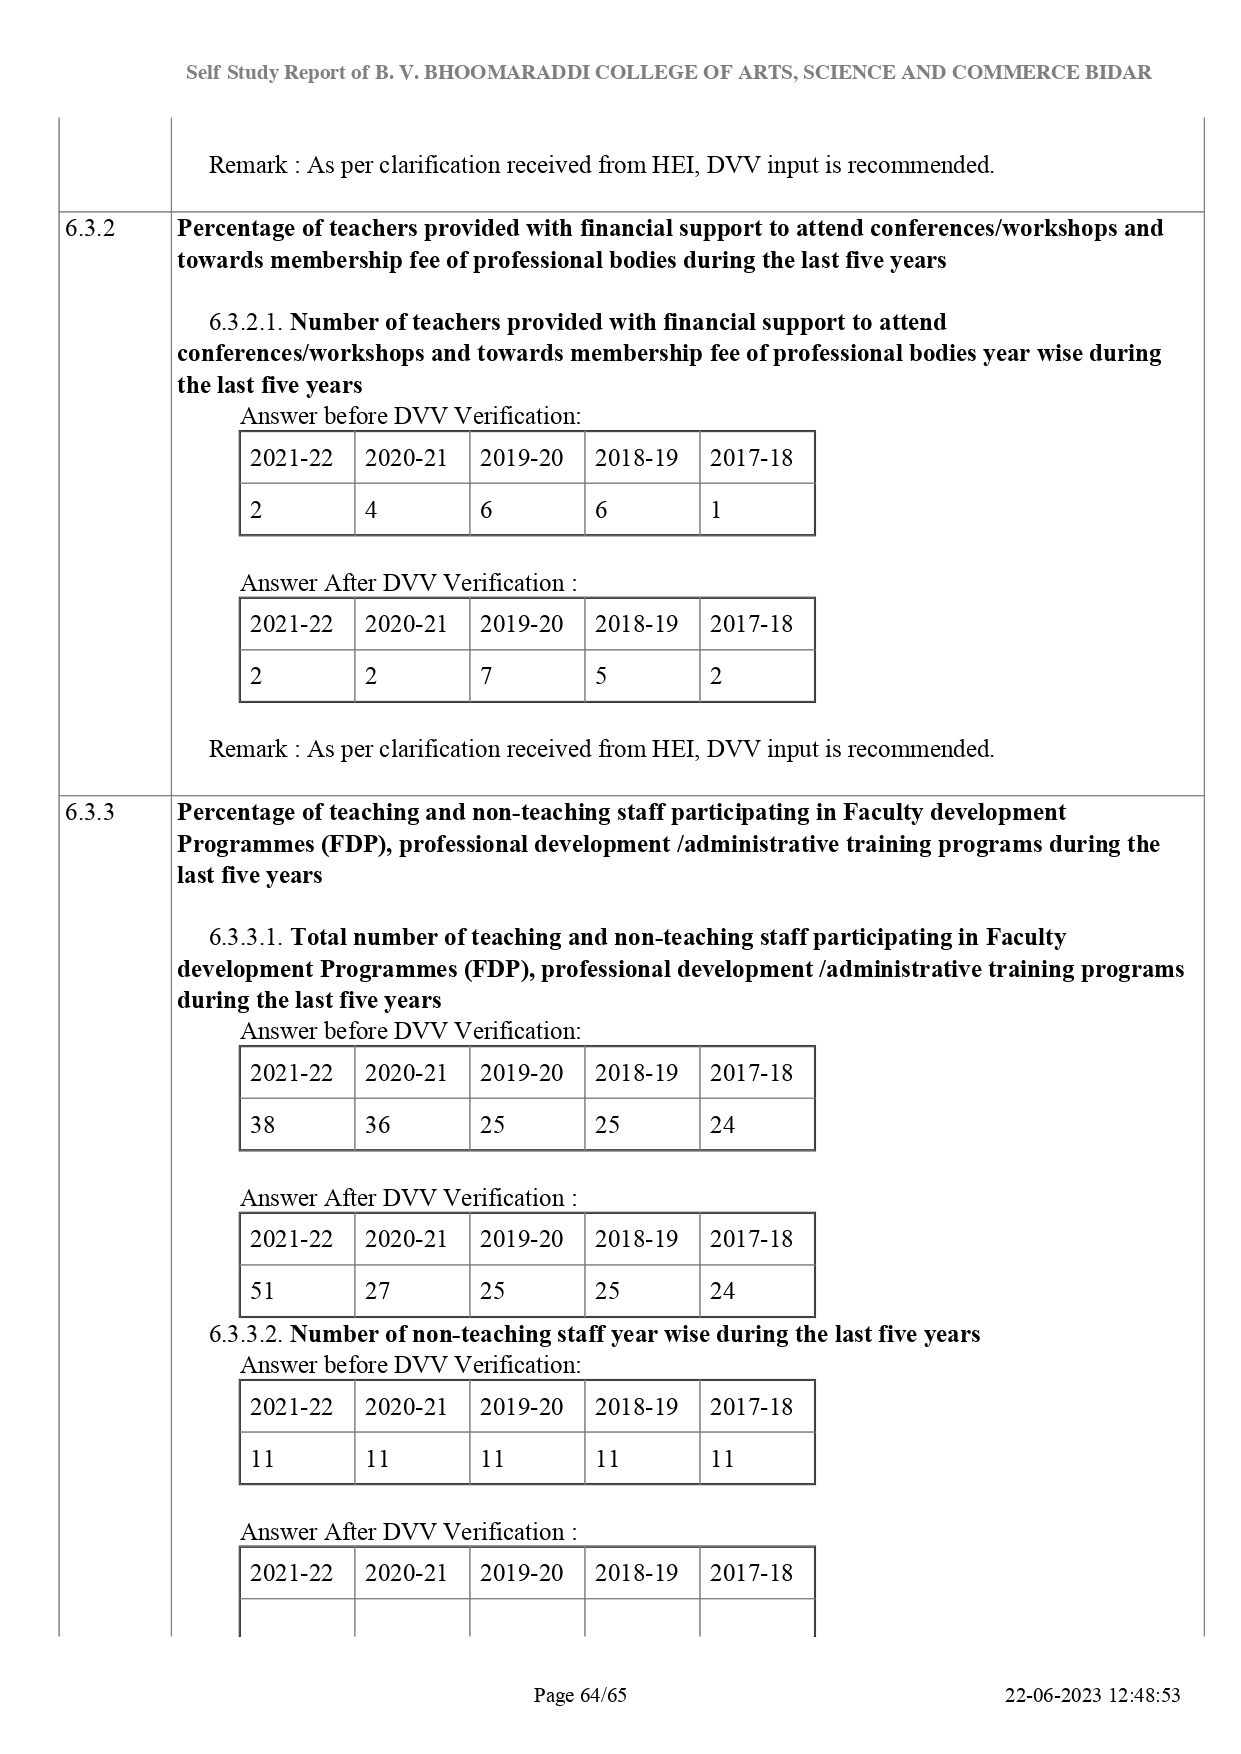 Self Study Report of B. V. BHOOMARADDI COLLEGE OF ARTS, SCIENCE AND COMMERCE BIDAR
Remark : As per clarification received from HEI, DVV input is recommended.
6.3.2 Percentage of teachers provided with financial support to attend conferences/workshops and
towards membership fee of professional bodies during the last five years
6.3.2.1. Number of teachers provided with financial support to attend
conferences/workshops and towards membership fee of professional bodies year wise during
the last five years
Answer before DVV Verification:
2021-22 2020-21 2019-20 2018-19 2017-18
2 4 6 6 1
Answer After DVV Verification :
2021-22 2020-21 2019-20 2018-19 2017-18
2 2 7 5 2
Remark : As per clarification received from HEI, DVV input is recommended.
6.3.3 Percentage of teaching and non-teaching staff participating in Faculty development
Programmes (FDP), professional development /administrative training programs during the
last five years
6.3.3.1. Total number of teaching and non-teaching staff participating in Faculty
development Programmes (FDP), professional development /administrative training programs
during the last five years
Answer before DVV Verification:
2021-22 2020-21 2019-20 2018-19 2017-18
38 36 25 25 24
Answer After DVV Verification :
2021-22 2020-21 2019-20 2018-19 2017-18
51 27 25 25 24
6.3.3.2. Number of non-teaching staff year wise during the last five years
Answer before DVV Verification:
2021-22 2020-21 2019-20 2018-19 2017-18
11 11 11 11 11
Answer After DVV Verification :
2021-22 2020-21 2019-20 2018-19 2017-18
Page 64/65 22-06-2023 12:48:53